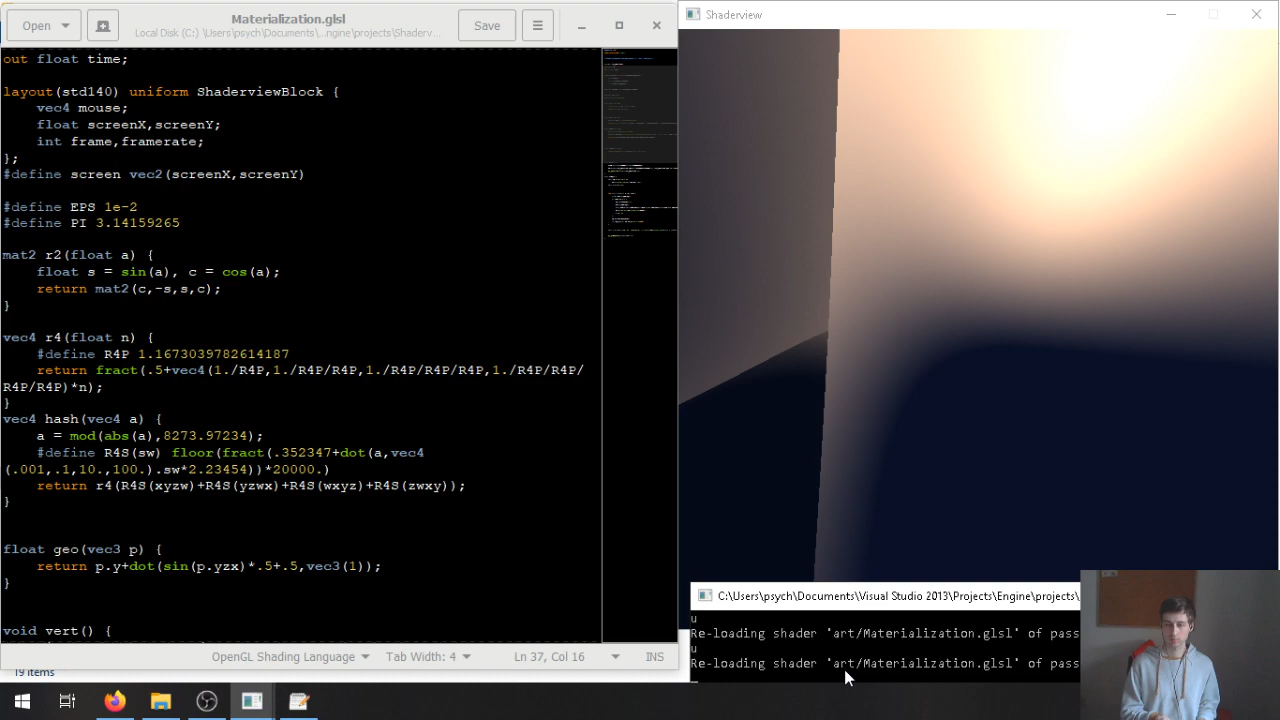 Open
Materialization.glsl
Local Disk (C:) \Users/psych/Documents/...ngine/projects/Shaderv...
Save
Shaderview
out float time;
layout(std140) uniform ShaderviewBlock {
vec4 mouse;
float screenX,screenY;
int frame,framerate;
};
#define screen vec2(screenX,screenY)
#define EPS 1e-2
#define PI 3.14159265
mat2 r2(float a) {
float s = sin(a), c = cos(a);
return mat2(c,-s,s,c);
}
vec4 r4(float n) {
#define R4P 1.1673039782614187
return fract(.5+vec4(1./R4P,1./R4P/R4P,1./R4P/R4P/R4P,1./R4P/R4P/
R4P/R4P)*n);
}
vec4 hash(vec4 a) {
a = mod(abs(a),8273.97234);
#define R4S(sw) floor(fract(.352347+dot(a,vec4
(.001,.1,10.,100.).sw*2.23454))*20000.)
return r4(R4S(xyzw)+R4S(yzwx)+R4S(wxyz)+R4S(zwxy));
}
float geo(vec3 p) {
return p.y+dot(sin(p.yzx)*.5+.5,vec3(1));
}
void vert() {
OpenGL Shading Language
Tab Width: 4
Ln 37, Col 16
INS
19 items
C:\Users\psych\Documents\Visual Studio 2013\Projects\Engine\projects\
u
Re-loading shader 'art/Materialization.glsl' of pass
u
Re-loading shader 'art/Materialization.glsl' of pass